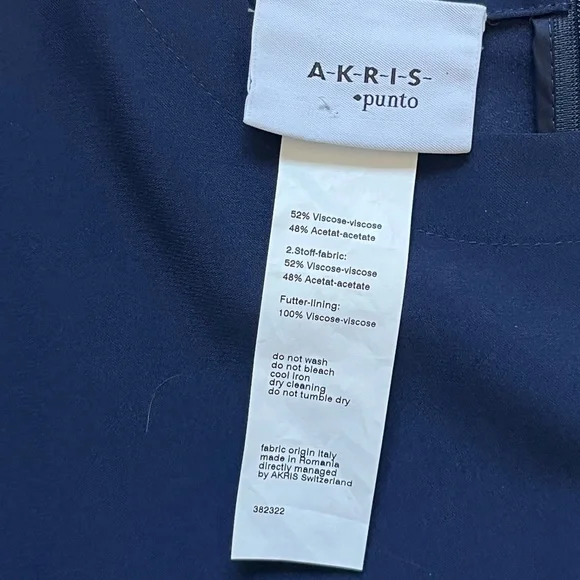 A-K-R-I-S-
punto
52% Viscose-viscose
48% Acetat-acetate
2.Stoff-fabric:
52% Viscose-viscose
48% Acetat-acetate
Futter-lining:
100% Viscose-viscose
do not wash
do not bleach
cool iron
dry cleaning
do not tumble dry
fabric origin Italy
made in Romania
directly managed
by AKRIS Switzerland
382322